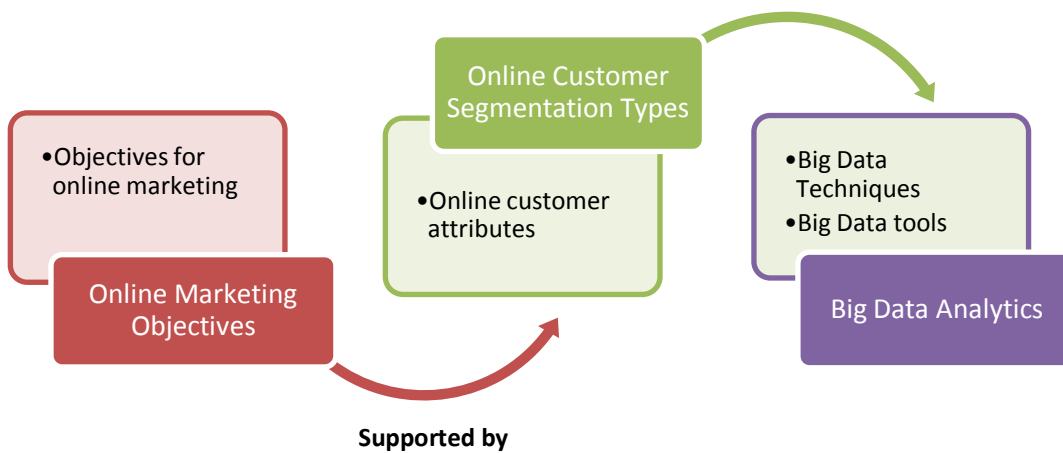 •Objectives for
online marketing
Online Marketing
Objectives
Online Customer
Segmentation Types
•Online customer
attributes
•Big Data
Techniques
•Big Data tools
Big Data Analytics
Supported by